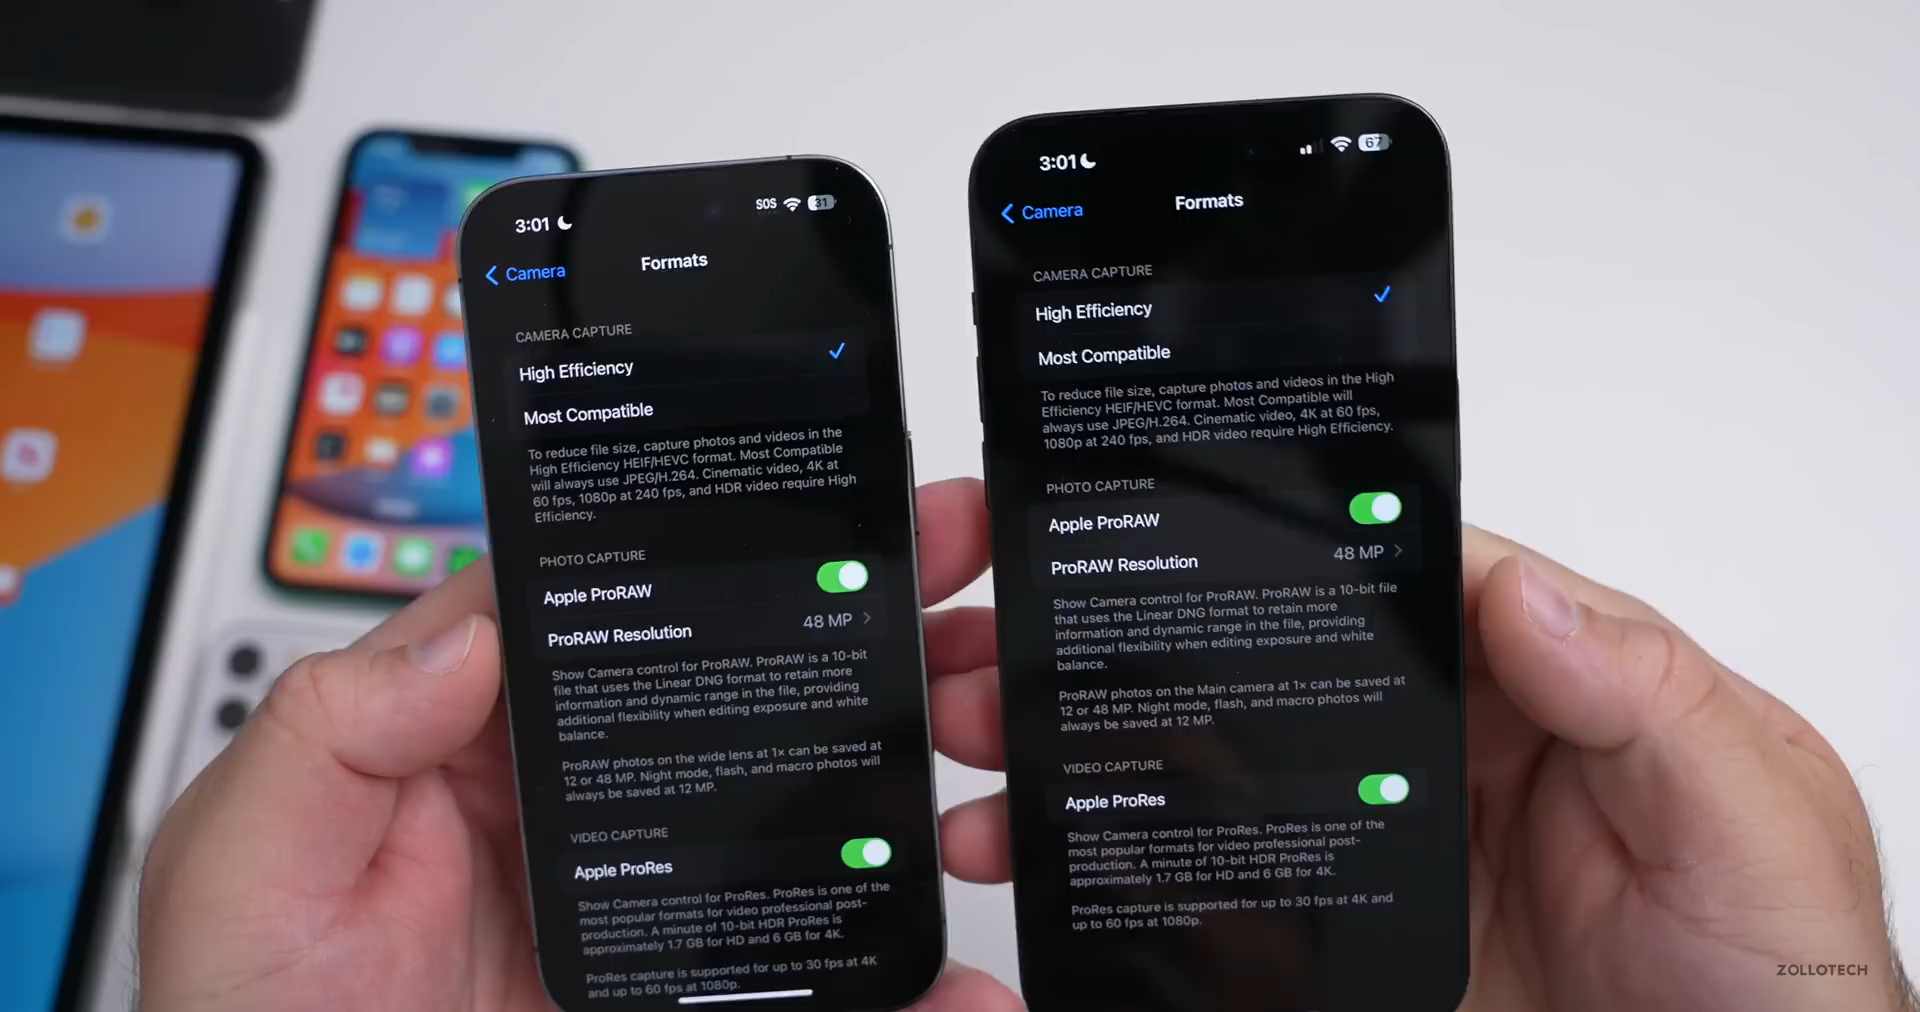 3:01
SOS
31
Camera
Formats
CAMERA CAPTURE
High Efficiency
Most Compatible
To reduce file size, capture photos and videos in the
High Efficiency HEIF/HEVC format. Most Compatible
will always use JPEG/H.264. Cinematic video, 4K at
60 fps, 1080p at 240 fps, and HDR video require High
Efficiency.
PHOTO CAPTURE
Apple ProRAW
ProRAW Resolution
48 MP
Show Camera control for ProRAW. ProRAW is a 10-bit
file that uses the Linear DNG format to retain more
information and dynamic range in the file, providing
additional flexibility when editing exposure and white
balance.
ProRAW photos on the wide lens at 1x can be saved at
12 or 48 MP. Night mode, flash, and macro photos will
always be saved at 12 MP.
VIDEO CAPTURE
Apple ProRes
Show Camera control for ProRes. ProRes is one of the
most popular formats for video professional post-
production. A minute of 10-bit HDR ProRes is
approximately 1.7 GB for HD and 6 GB for 4K.
ProRes capture is supported for up to 30 fps at 4K
and up to 60 fps at 1080p.
3:01
67
Camera
Formats
CAMERA CAPTURE
High Efficiency
Most Compatible
To reduce file size, capture photos and videos in the High
Efficiency HEIF/HEVC format. Most Compatible will
always use JPEG/H.264. Cinematic video, 4K at 60 fps,
1080p at 240 fps, and HDR video require High Efficiency.
PHOTO CAPTURE
Apple ProRAW
ProRAW Resolution
48 MP
Show Camera control for ProRAW. ProRAW is a 10-bit file
that uses the Linear DNG format to retain more
information and dynamic range in the file, providing
additional flexibility when editing exposure and white
balance.
ProRAW photos on the Main camera at 1x can be saved at
12 or 48 MP. Night mode, flash, and macro photos will
always be saved at 12 MP.
VIDEO CAPTURE
Apple ProRes
Show Camera control for ProRes. ProRes is one of the
most popular formats for video professional post-
production. A minute of 10-bit HDR ProRes is
approximately 1.7 GB for HD and 6 GB for 4K.
ProRes capture is supported for up to 30 fps at 4K and
up to 60 fps at 1080p.
ZOLLOTECH